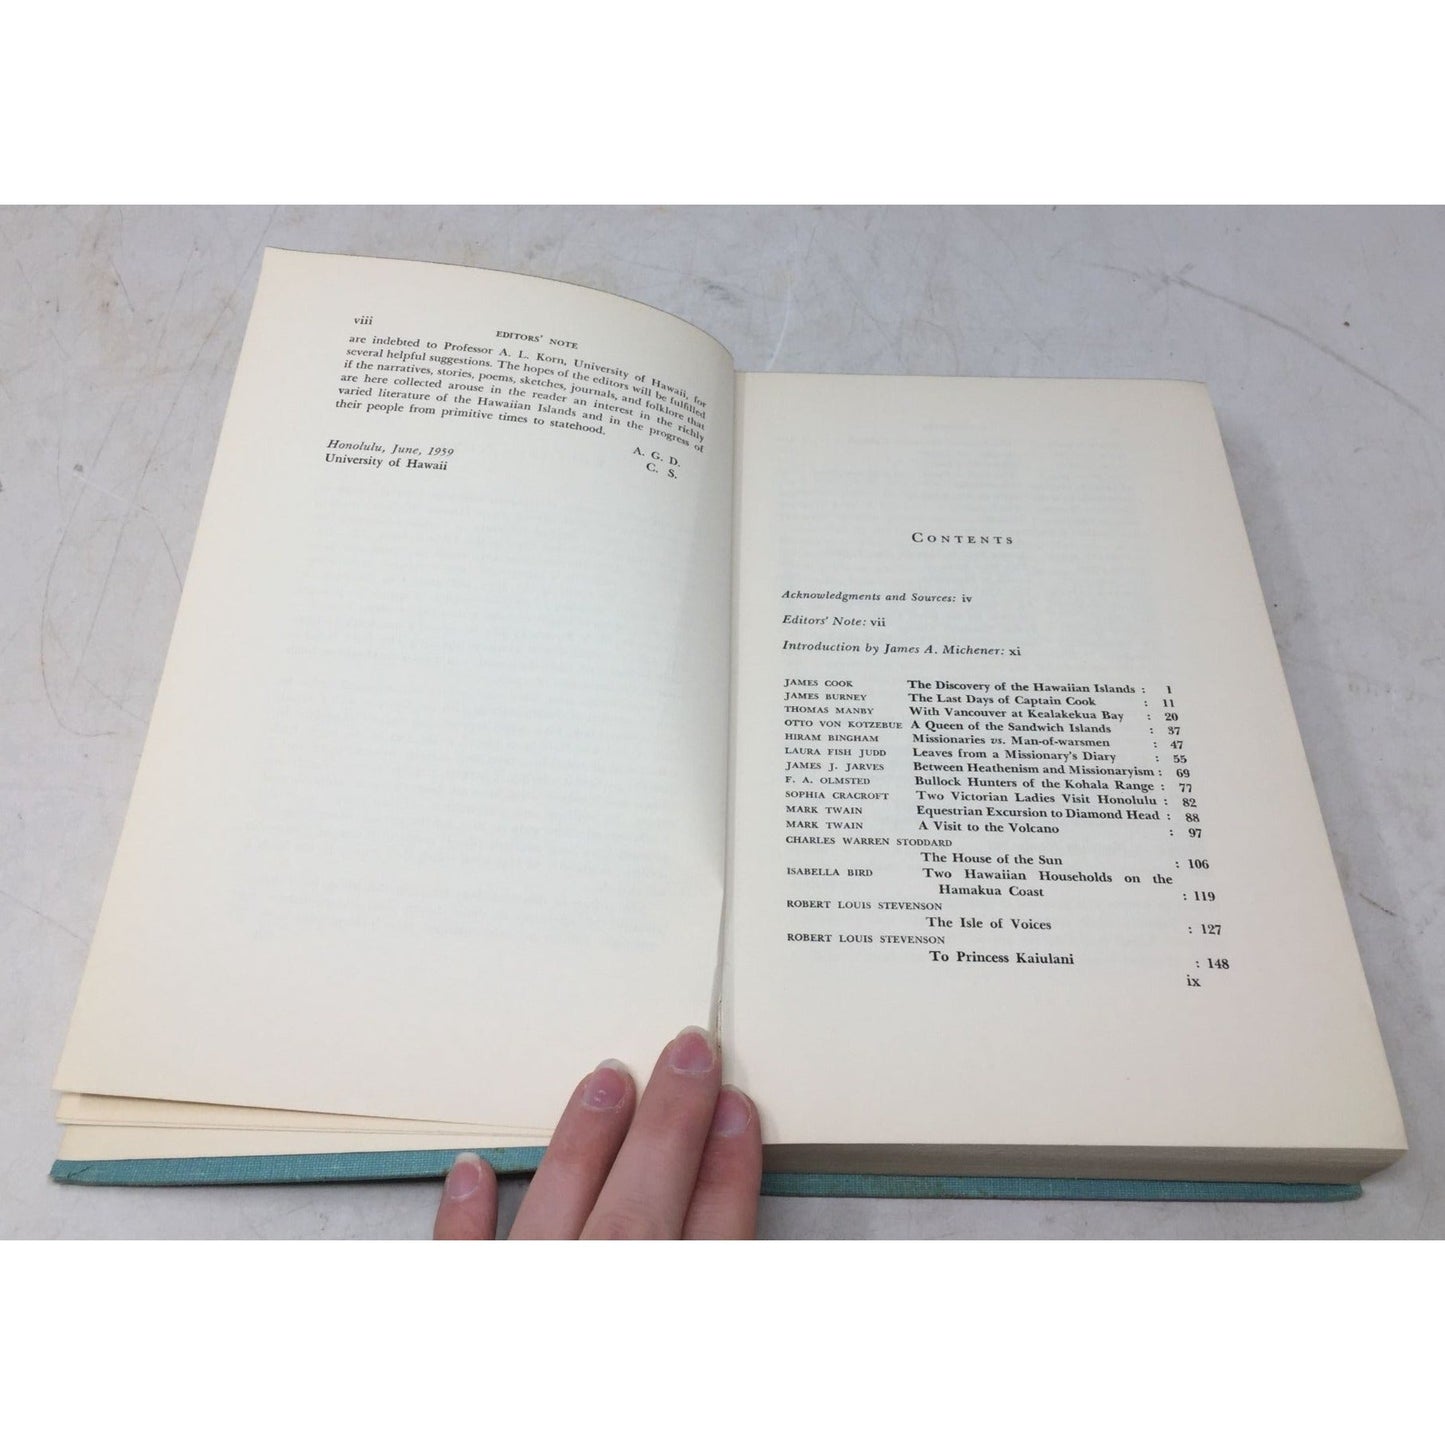 viii
EDITORS' NOTE
are indebted to Professor A. L. Korn, University of Hawaii, for
several helpful suggestions. The hopes of the editors will be fulfilled
if the narratives, stories, poems, sketches, journals, and folklore that
are here collected arouse in the reader an interest in the richly
varied literature of the Hawaiian Islands and in the progress of
their people from primitive times to statehood.
A. G. D.
Honolulu, June, 1959
C. S.
University of Hawaii
CONTENTS
Acknowledgments and Sources: iv
Editors' Note: vii
Introduction by James A. Michener: xi
JAMES COOK The Discovery of the Hawaiian Islands : 1
JAMES BURNEY The Last Days of Captain Cook : 11
THOMAS MANBY With Vancouver at Kealakekua Bay : 20
OTTO VON KOTZEBUE A Queen of the Sandwich Islands : 37
HIRAM BINGHAM Missionaries vs. Man-of-warsmen : 47
LAURA FISH JUDD Leaves from a Missionary's Diary : 55
JAMES J. JARVES Between Heathenism and Missionaryism : 69
F. A. OLMSTED Bullock Hunters of the Kohala Range : 77
SOPHIA CRACROFT Two Victorian Ladies Visit Honolulu : 82
MARK TWAIN Equestrian Excursion to Diamond Head : 88
MARK TWAIN A Visit to the Volcano : 97
CHARLES WARREN STODDARD
The House of the Sun : 106
ISABELLA BIRD Two Hawaiian Households on the
Hamakua Coast : 119
ROBERT LOUIS STEVENSON
The Isle of Voices : 127
ROBERT LOUIS STEVENSON
To Princess Kaiulani : 148
ix